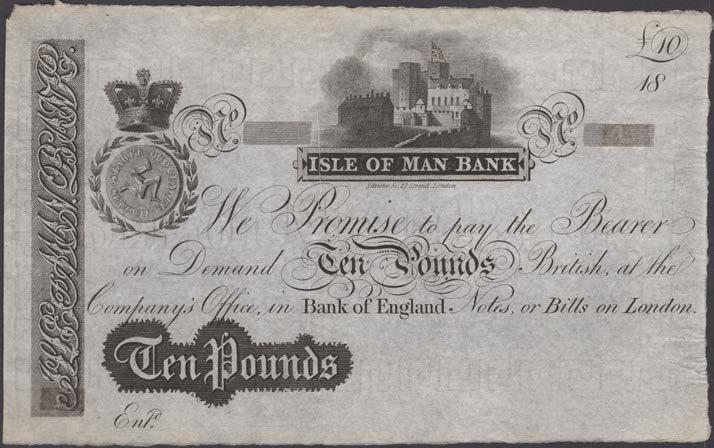 £10
18
No
No
ISLE OF MAN BANK
Silvester Sc. 27, Strand, London
We Promise to pay the Bearer
on Demand Ten Pounds British, at the
Company's Office, in Bank of England Notes, or Bills on London.
Ten Pounds
Entd.